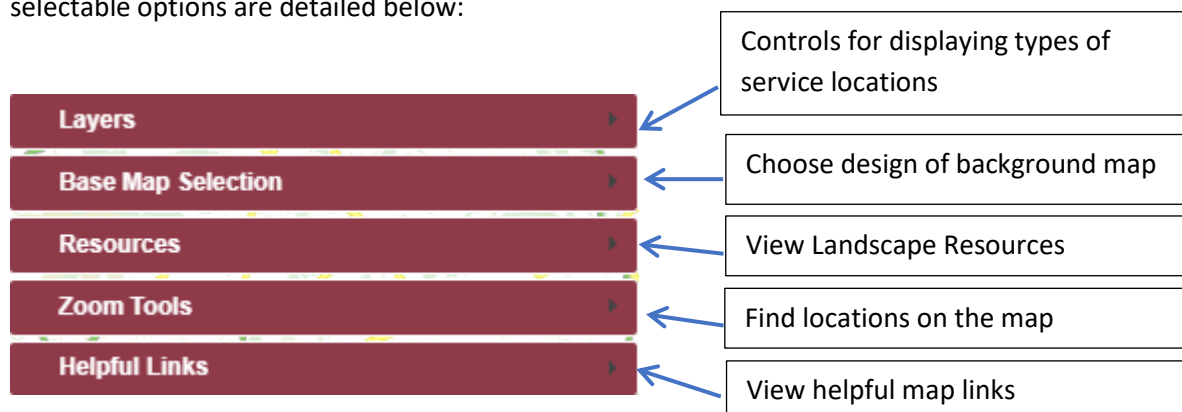 selectable options are detailed below:
Controls for displaying types of
service locations
Layers
Base Map Selection
Choose design of background map
Resources
View Landscape Resources
Zoom Tools
Find locations on the map
Helpful Links
View helpful map links